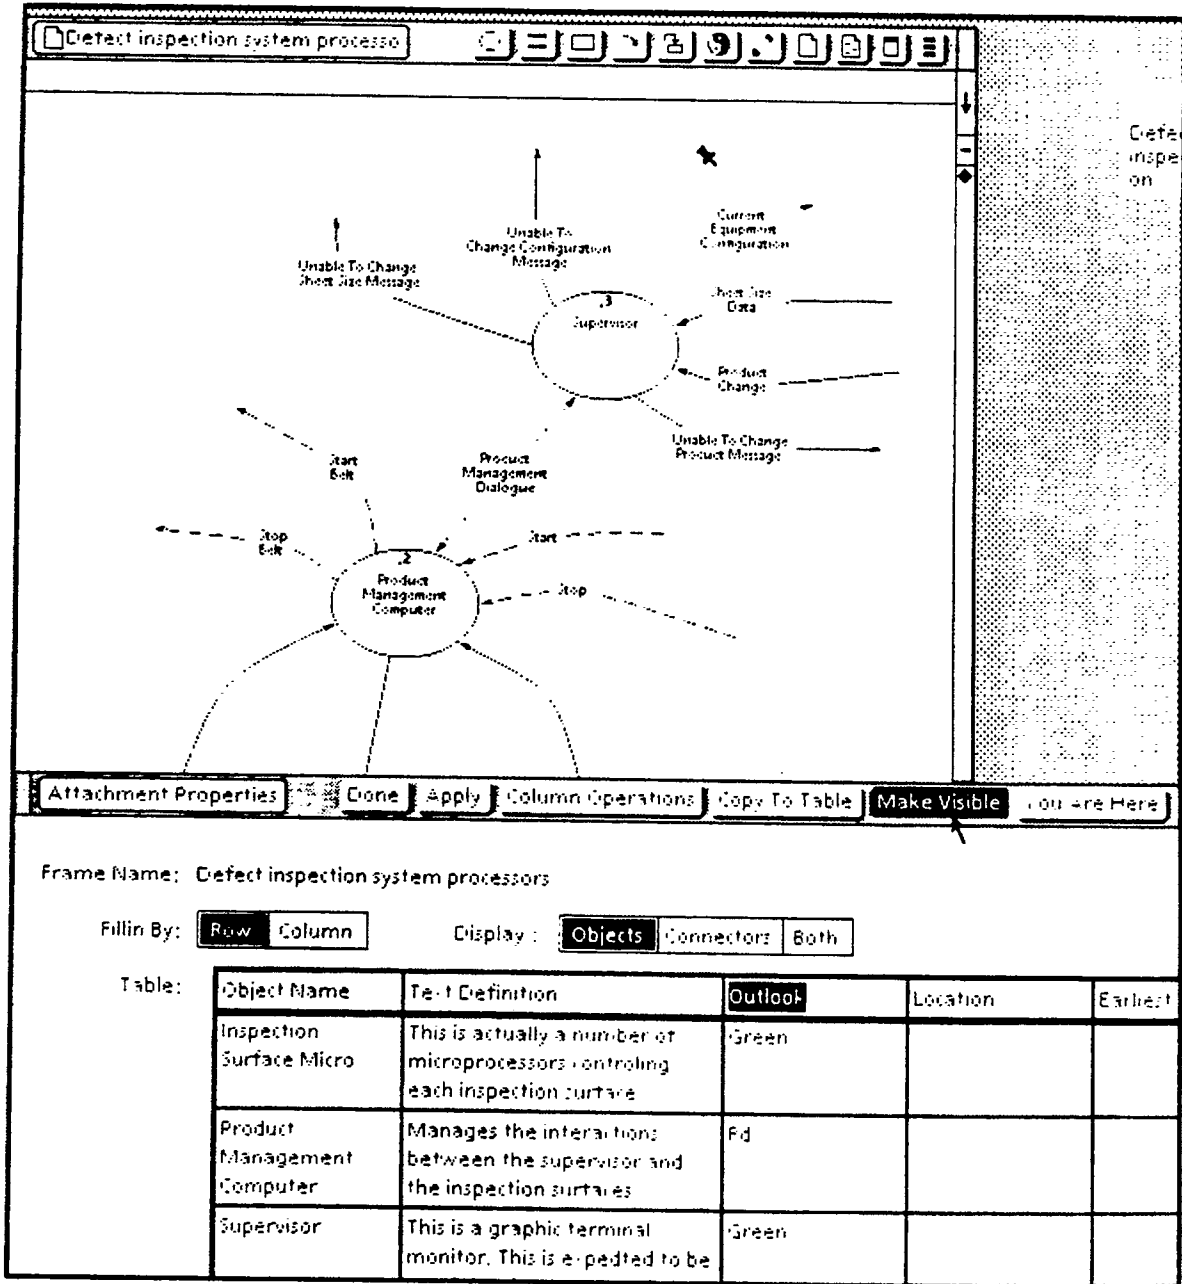 Defect inspection system processo
Defe
inspe
on
Current
Equipment
Configuration
Unable To
Change Configuration
Message
Unable To Change
Sheet Size Message
.3
Supervisor
Sheet Size
Data
Product
Change
Unable To Change
Product Message
Start
Belt
Product
Management
Dialogue
Stop
Belt
Start
.2
Product
Management
Computer
Stop
Attachment Properties Done Apply Column Operations Copy To Table Make Visible You Are Here
Frame Name: Defect inspection system processors
Fillin By: Row Column Display : Objects Connectors Both
Table:
Object Name Text Definition Outlook Location Earliest
Inspection
Surface Micro
This is actually a number of
microprocessors controling
each inspection surface
Green
Product
Management
Computer
Manages the interactions
between the supervisor and
the inspection surfaces
Rd
Supervisor
This is a graphic terminal
monitor. This is expedted to be
Green